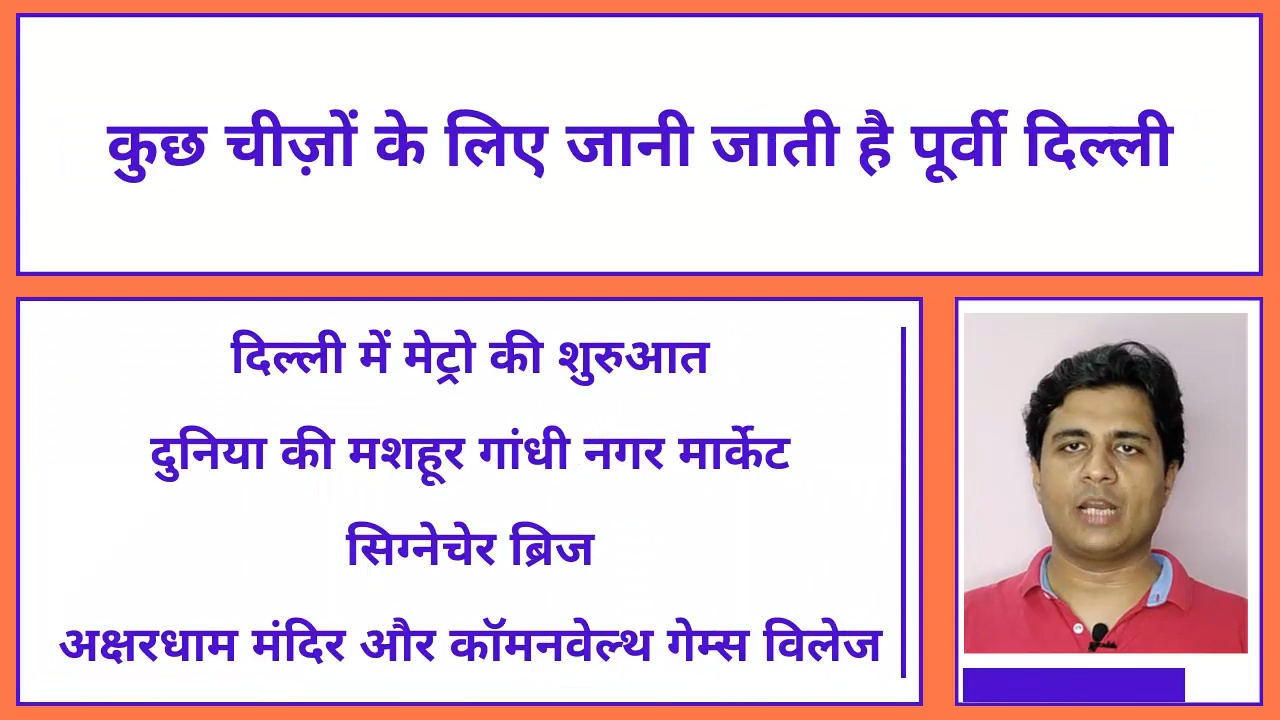 कुछ चीज़ों के लिए जानी जाती है पूर्वी दिल्ली
दिल्ली में मेट्रो की शुरुआत
दुनिया की मशहूर गांधी नगर मार्केट
सिग्नेचेर ब्रिज
अक्षरधाम मंदिर और कॉमनवेल्थ गेम्स विलेज